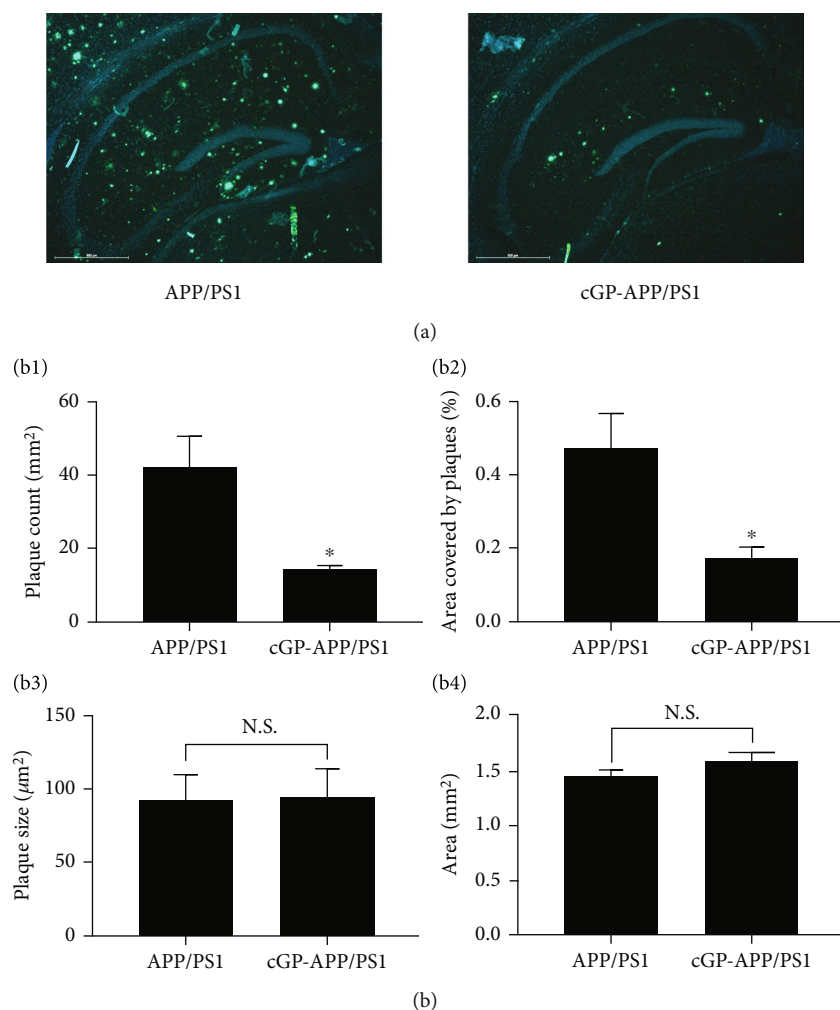 APP/PS1
cGP-APP/PS1
(a)
(b1)
Plaque count (mm²)
60
40
20
0
*
APP/PS1
cGP-APP/PS1
(b2)
Area covered by plaques (%)
0.6
0.4
0.2
0.0
*
APP/PS1
cGP-APP/PS1
(b3)
Plaque size (μm²)
150
100
50
0
N.S.
APP/PS1
cGP-APP/PS1
(b4)
Area (mm²)
2.0
1.5
1.0
0.5
0.0
N.S.
APP/PS1
cGP-APP/PS1
(b)